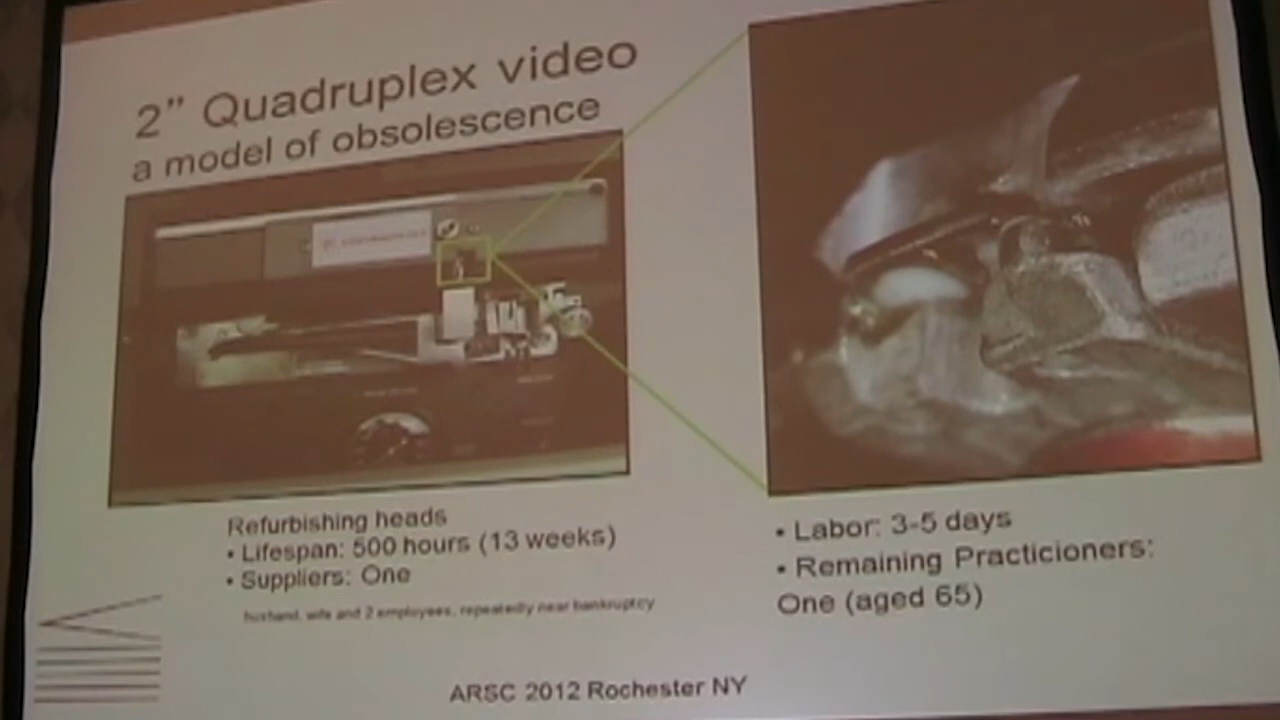 2” Quadruplex video
a model of obsolescence
Refurbishing heads
• Lifespan: 500 hours (13 weeks)
• Suppliers: One
husband, wife and 2 employees, repeatedly near bankruptcy
• Labor: 3-5 days
• Remaining Practicioners:
One (aged 65)
ARSC 2012 Rochester NY